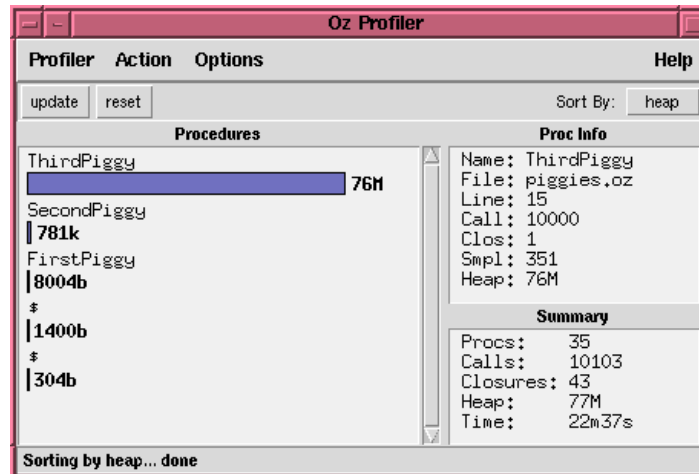 Oz Profiler
Profiler Action Options Help
update reset Sort By: heap
Procedures
ThirdPiggy
76M
SecondPiggy
781k
FirstPiggy
8004b
$
1400b
$
304b
Proc Info
Name: ThirdPiggy
File: piggies.oz
Line: 15
Call: 10000
Clos: 1
Smpl: 351
Heap: 76M
Summary
Procs: 35
Calls: 10103
Closures: 43
Heap: 77M
Time: 22m37s
Sorting by heap... done